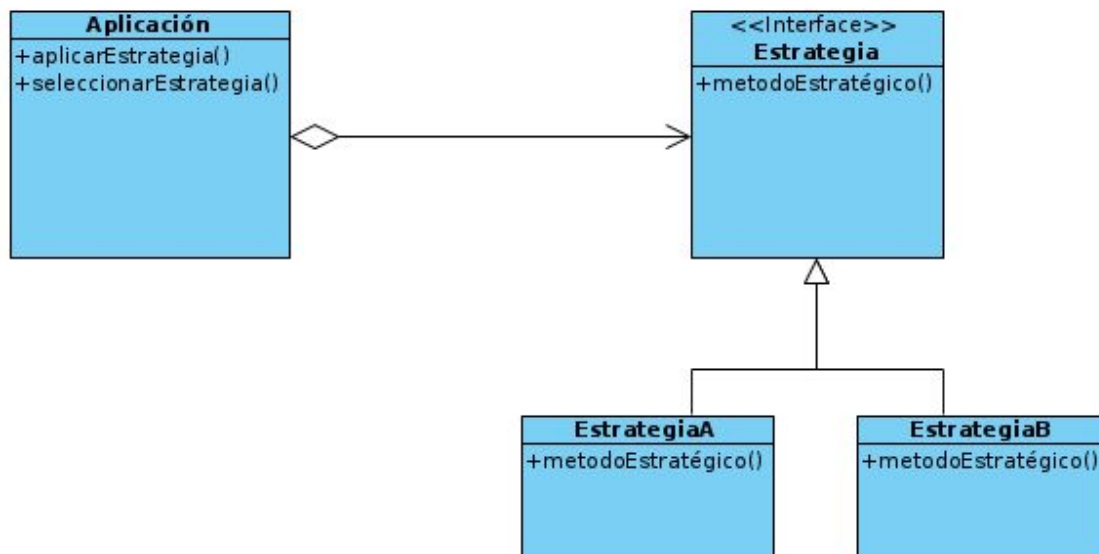 Aplicación
+aplicarEstrategia()
+seleccionarEstrategia()
<<Interface>>
Estrategia
+metodoEstratégico()
EstrategiaA
+metodoEstratégico()
EstrategiaB
+metodoEstratégico()